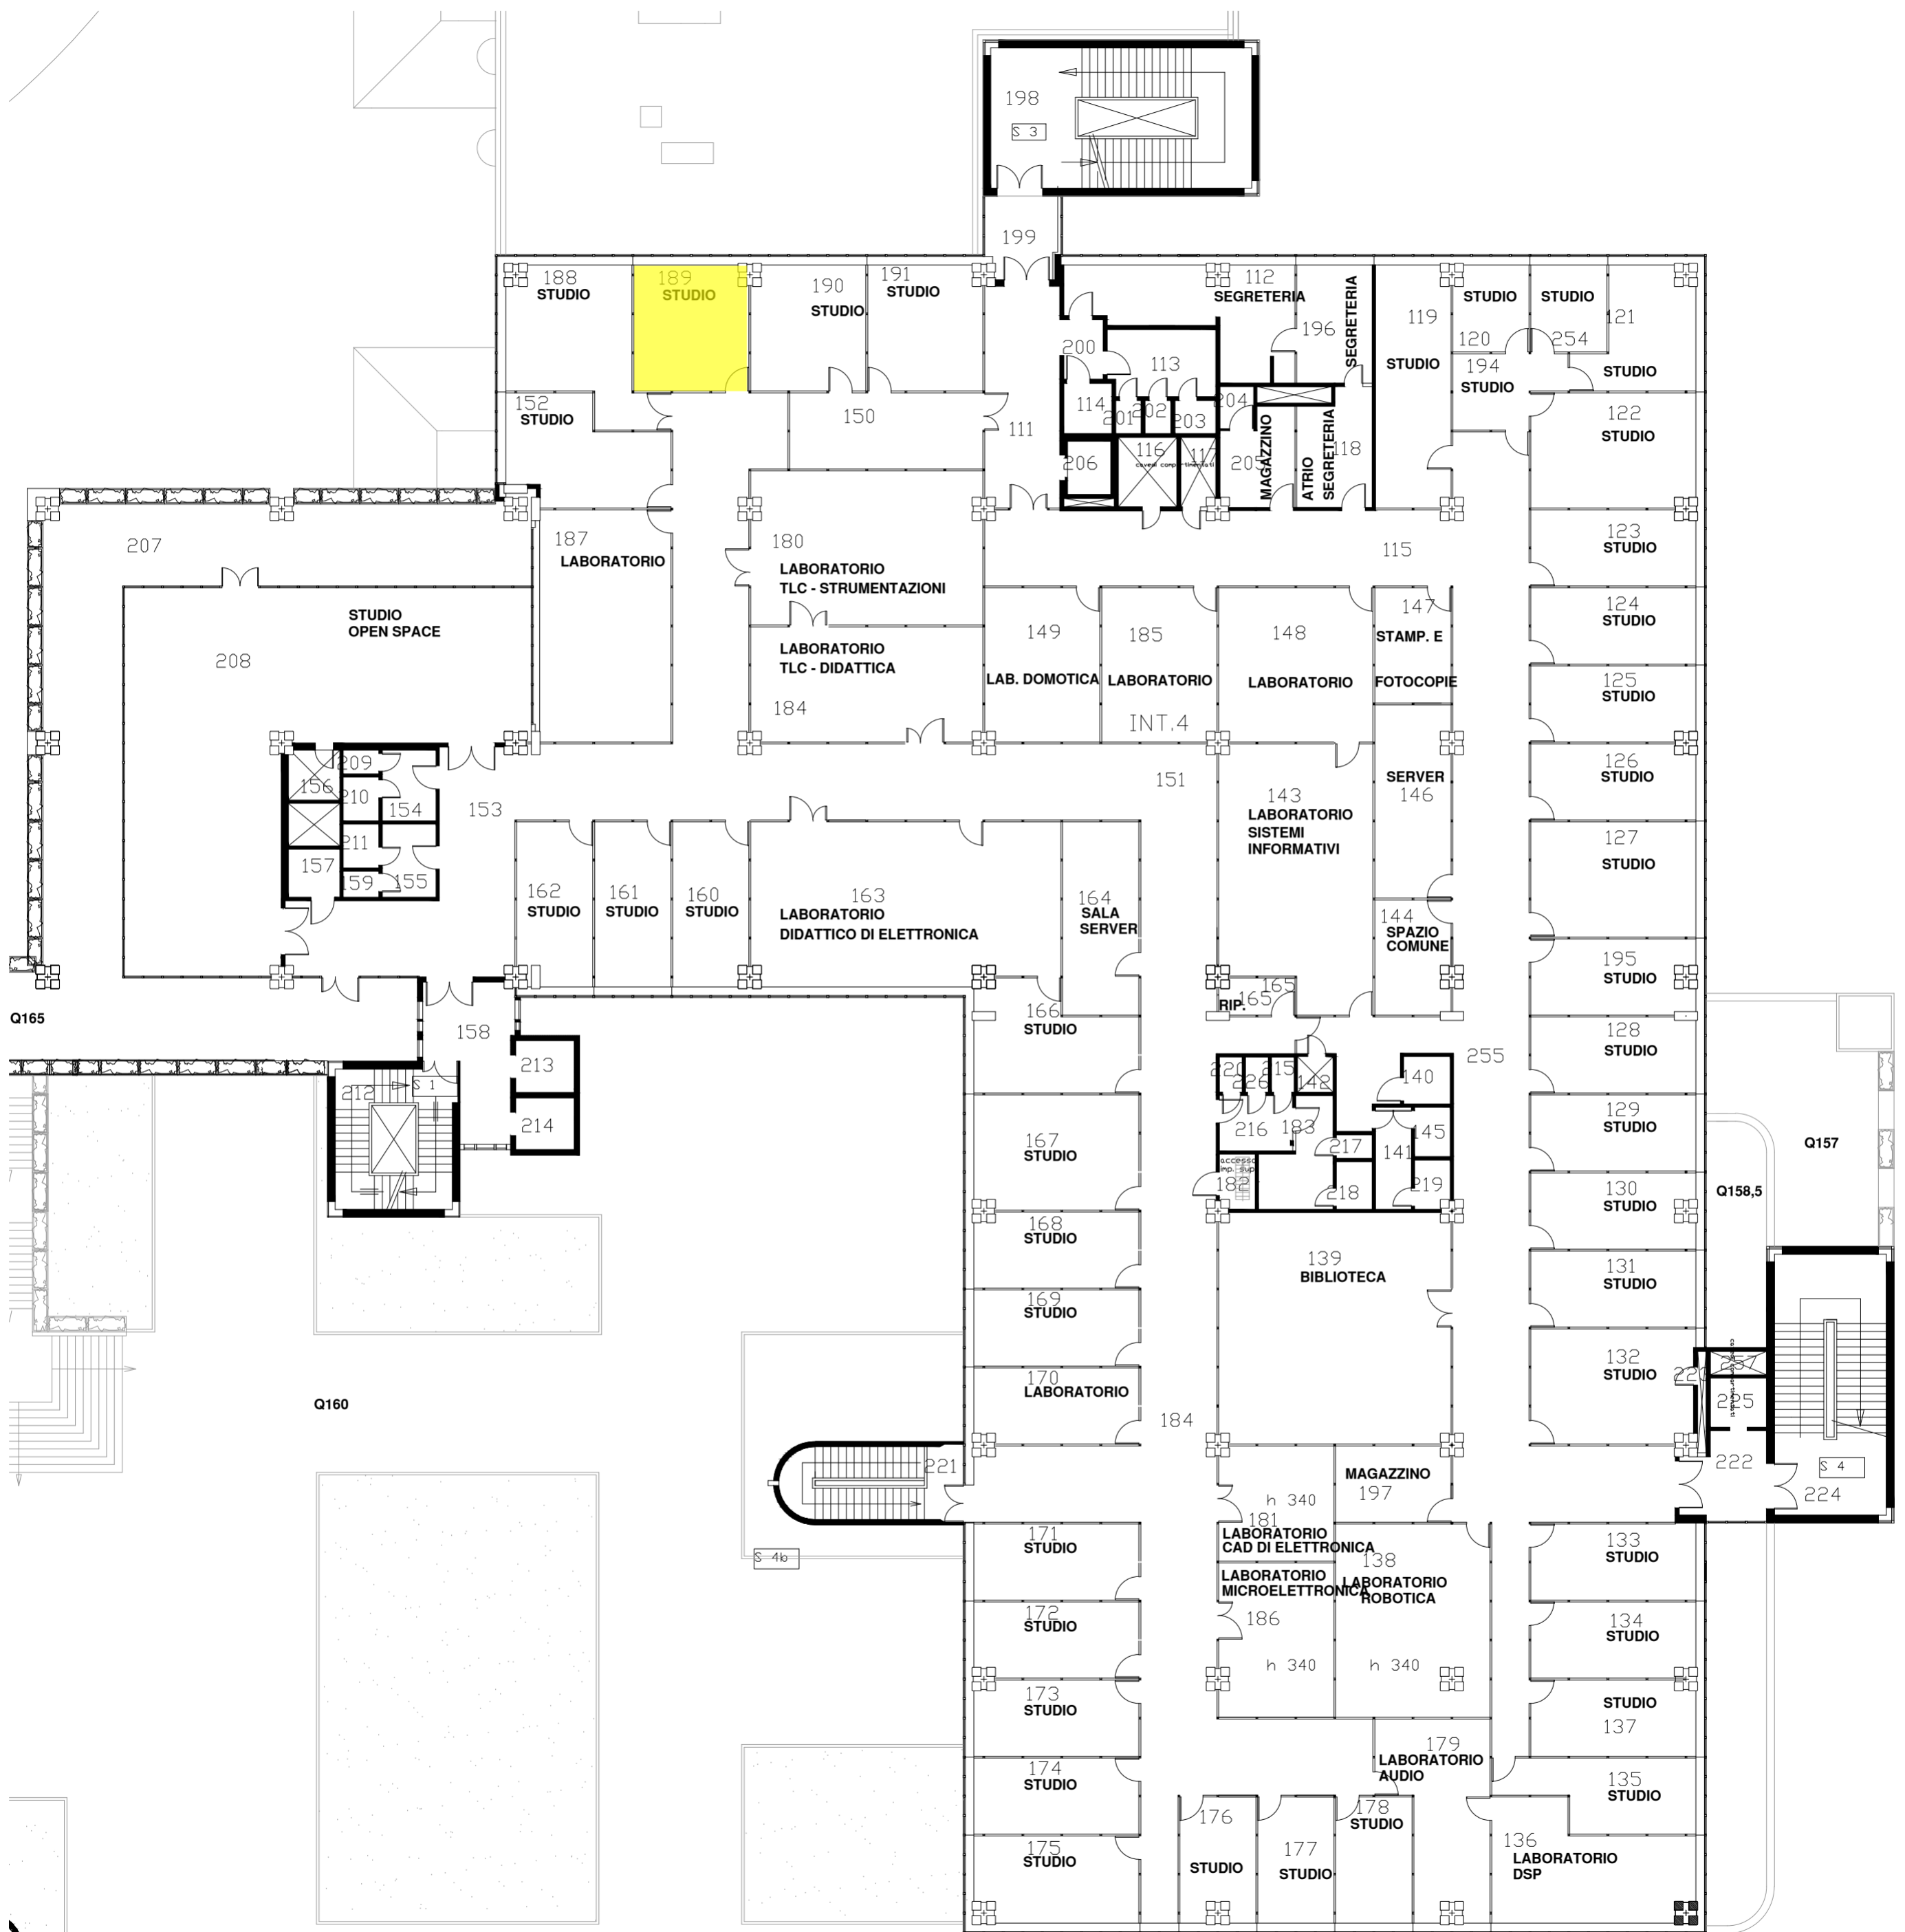 198
S 3
199
188
STUDIO
189
STUDIO
190
STUDIO
191
STUDIO
112
SEGRETERIA
196
SEGRETERIA
119
STUDIO
STUDIO
120
STUDIO
254
121
STUDIO
194
STUDIO
200
113
114
201
202
203
204
152
STUDIO
150
111
206
116
117
cavedi compartimentati
205
MAGAZZINO
ATRIO
SEGRETERIA
118
122
STUDIO
207
187
LABORATORIO
180
LABORATORIO
TLC - STRUMENTAZIONI
115
123
STUDIO
STUDIO
OPEN SPACE
208
LABORATORIO
TLC - DIDATTICA
184
149
LAB. DOMOTICA
185
LABORATORIO
INT.4
148
LABORATORIO
147
STAMP. E
FOTOCOPIE
124
STUDIO
125
STUDIO
156
209
210
154
153
211
157
159
155
151
143
LABORATORIO
SISTEMI
INFORMATIVI
SERVER
146
126
STUDIO
127
STUDIO
162
STUDIO
161
STUDIO
160
STUDIO
163
LABORATORIO
DIDATTICO DI ELETTRONICA
164
SALA
SERVER
144
SPAZIO
COMUNE
195
STUDIO
Q165
158
166
STUDIO
RIP.
165
165
255
128
STUDIO
213
212
S 1
214
220
226
215
142
140
216
183
217
145
141
accesso
imp. sup
182
218
219
167
STUDIO
129
STUDIO
Q157
Q158,5
168
STUDIO
130
STUDIO
139
BIBLIOTECA
169
STUDIO
131
STUDIO
170
LABORATORIO
132
STUDIO
225
Q160
184
221
MAGAZZINO
197
h 340
181
LABORATORIO
CAD DI ELETTRONICA
222
S 4
224
S 4b
171
STUDIO
138
LABORATORIO
ROBOTICA
LABORATORIO
MICROELETTRONICA
186
133
STUDIO
172
STUDIO
134
STUDIO
h 340
h 340
173
STUDIO
STUDIO
137
179
LABORATORIO
AUDIO
174
STUDIO
135
STUDIO
176
STUDIO
177
STUDIO
178
STUDIO
175
STUDIO
136
LABORATORIO
DSP